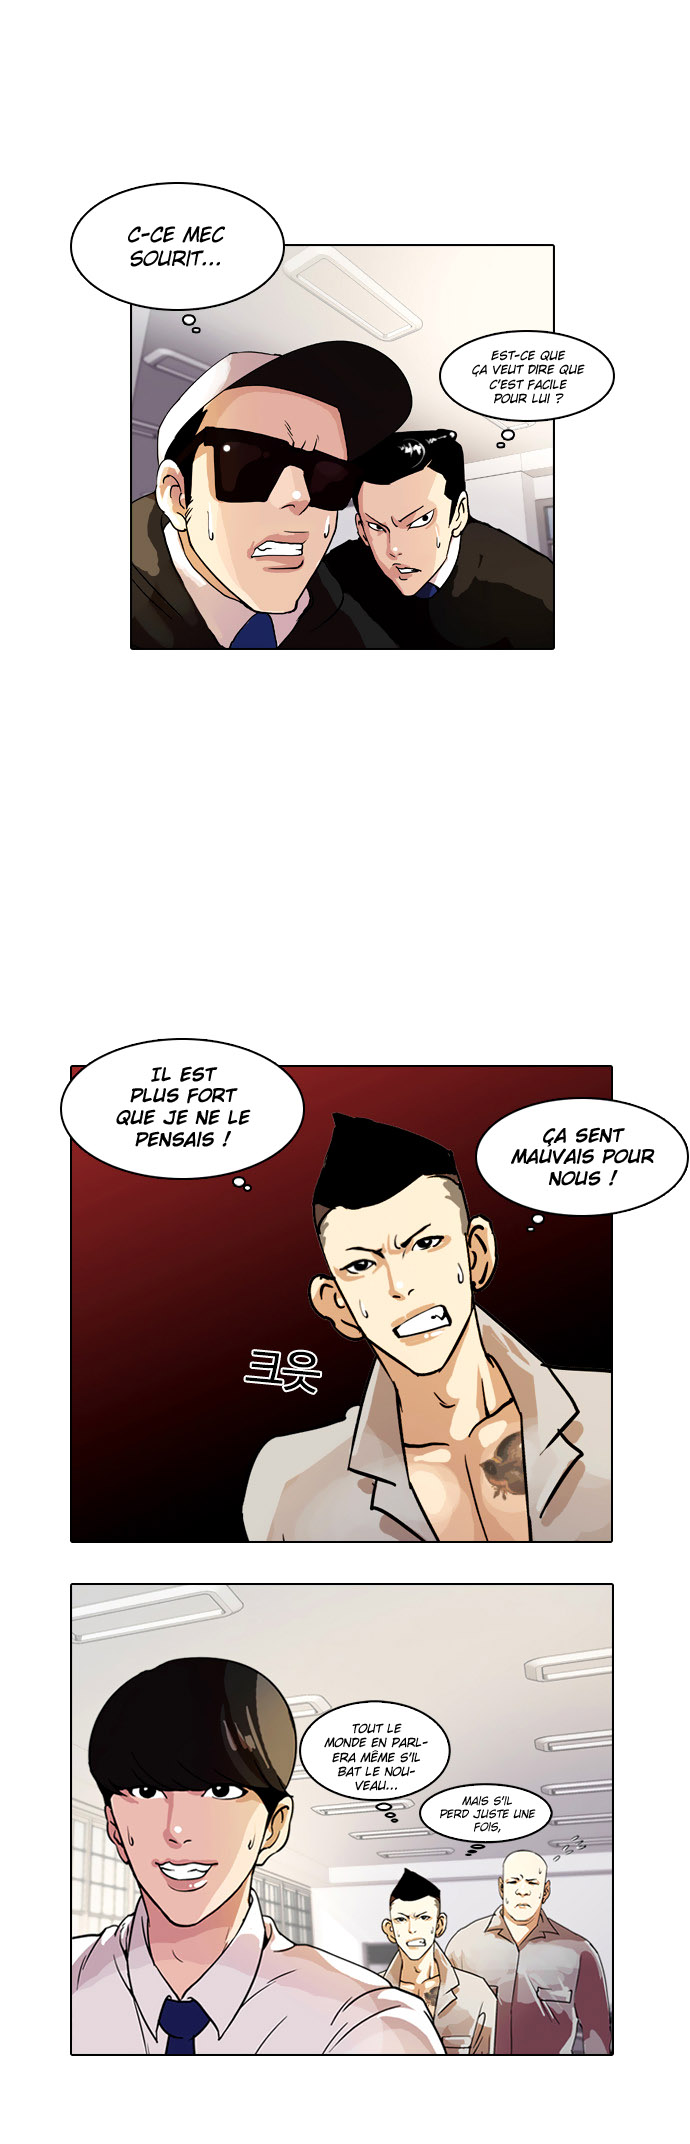 C-CE MEC
SOURIT...
EST-CE QUE
ÇA VEUT DIRE QUE
C'EST FACILE
POUR LUI ?
IL EST
PLUS FORT
QUE JE NE LE
PENSAIS !
ÇA SENT
MAUVAIS POUR
NOUS !
크읏
TOUT LE
MONDE EN PARL-
ERA MÊME S'IL
BAT LE NOU-
VEAU...
MAIS S'IL
PERD JUSTE UNE
FOIS,